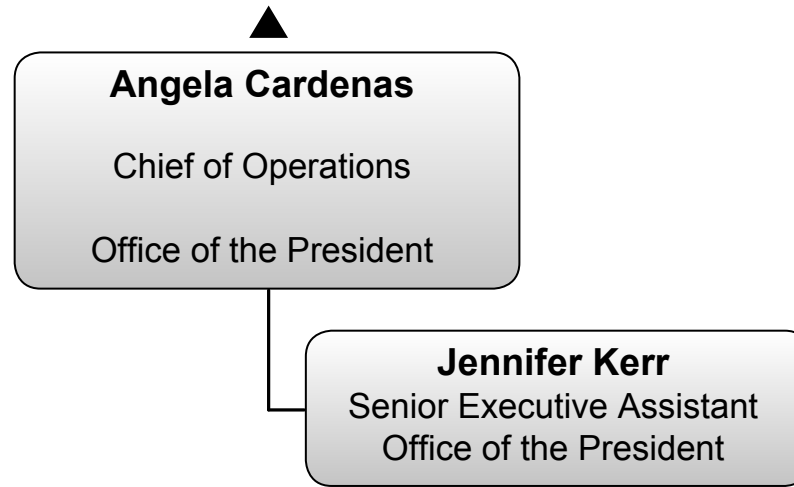 Angela Cardenas
Chief of Operations
Office of the President
Jennifer Kerr
Senior Executive Assistant
Office of the President